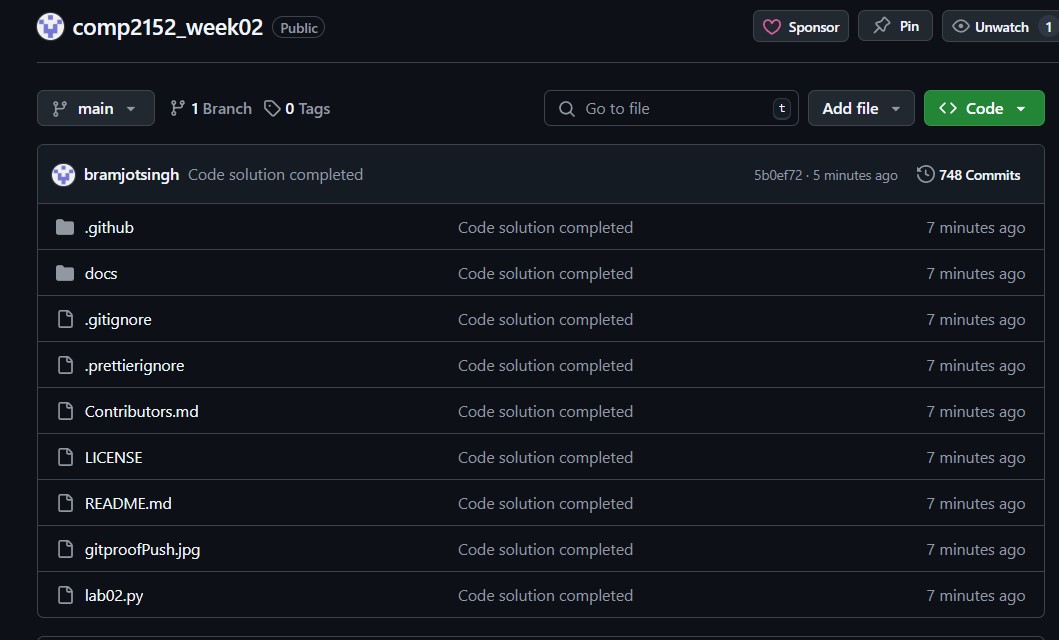 comp2152_week02 Public Sponsor Pin Unwatch 1
main 1 Branch 0 Tags Go to file t Add file Code
bramjotsingh Code solution completed 5b0ef72 · 5 minutes ago 748 Commits
.github Code solution completed 7 minutes ago
docs Code solution completed 7 minutes ago
.gitignore Code solution completed 7 minutes ago
.prettierignore Code solution completed 7 minutes ago
Contributors.md Code solution completed 7 minutes ago
LICENSE Code solution completed 7 minutes ago
README.md Code solution completed 7 minutes ago
gitproofPush.jpg Code solution completed 7 minutes ago
lab02.py Code solution completed 7 minutes ago